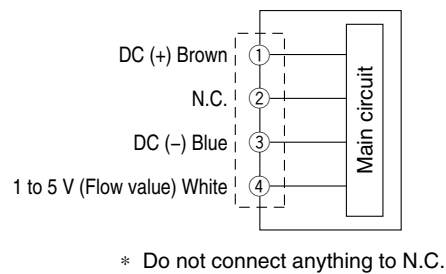 DC (+) Brown ①
N.C. ②
DC (−) Blue ③
1 to 5 V (Flow value) White ④
Main circuit
* Do not connect anything to N.C.